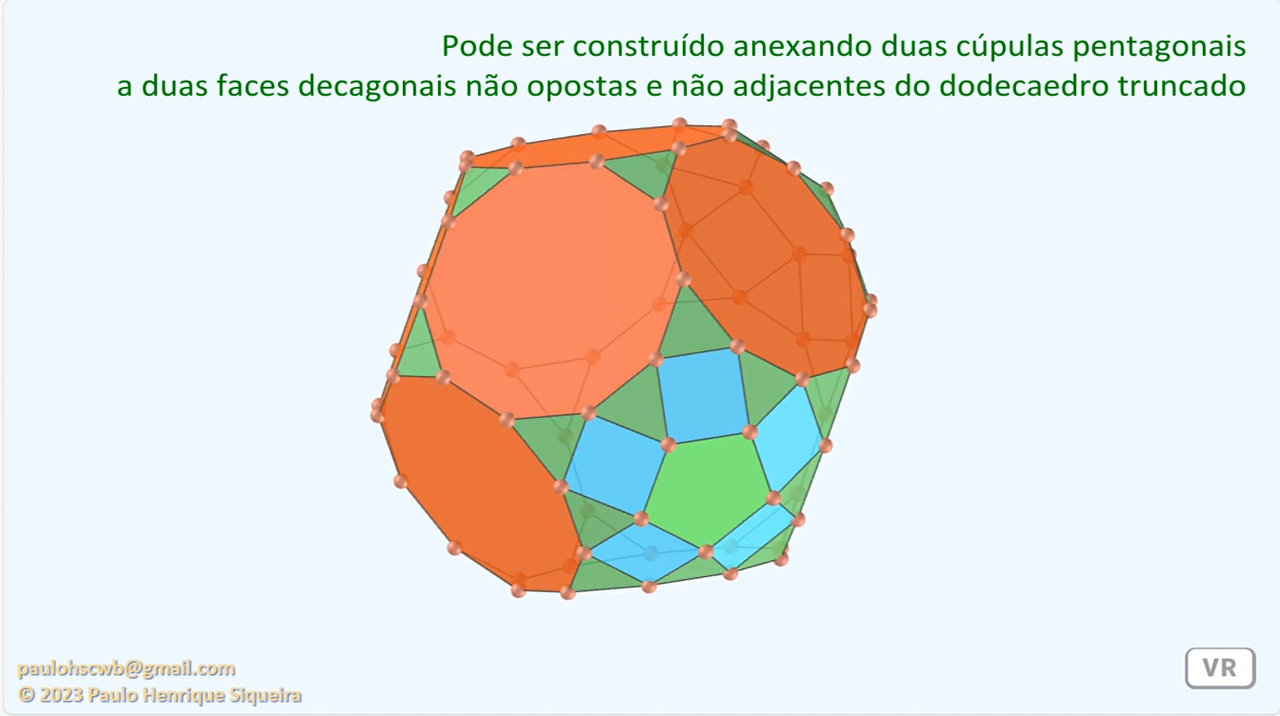 Pode ser construído anexando duas cúpulas pentagonais
a duas faces decagonais não opostas e não adjacentes do dodecaedro truncado
paulohscwb@gmail.com
© 2023 Paulo Henrique Siqueira
VR